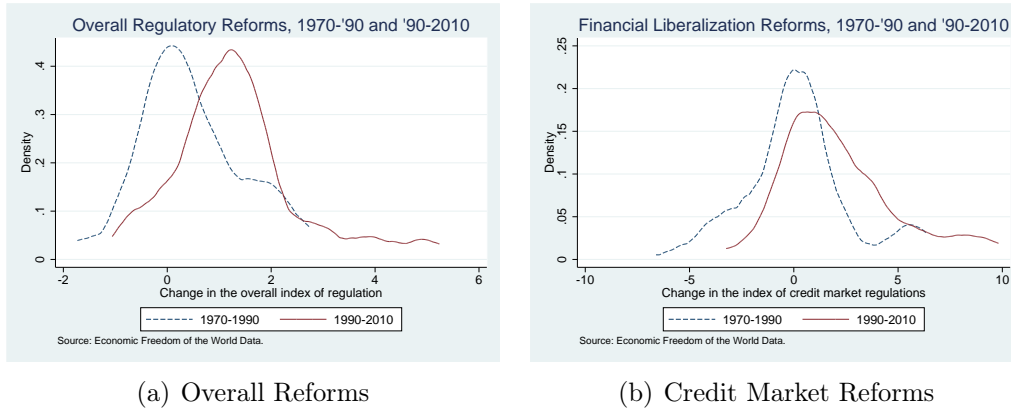 Overall Regulatory Reforms, 1970-'90 and '90-2010
Density
.4
.3
.2
.1
0
-2
0
2
4
6
Change in the overall index of regulation
1970-1990
1990-2010
Source: Economic Freedom of the World Data.
(a) Overall Reforms
Financial Liberalization Reforms, 1970-'90 and '90-2010
Density
.25
.2
.15
.1
.05
0
-10
-5
0
5
10
Change in the index of credit market regulations
1970-1990
1990-2010
Source: Economic Freedom of the World Data.
(b) Credit Market Reforms